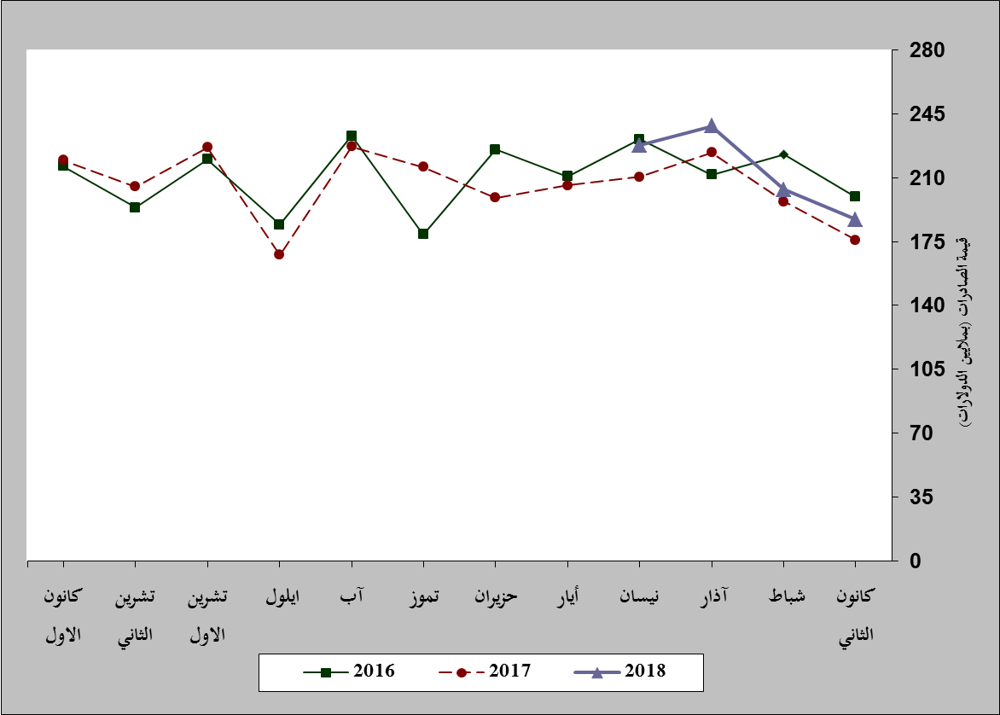 280
245
210
175
140
105
70
35
0
قيمة الصادرات (بملايين الدولارات)
كانون الثاني
شباط
آذار
نيسان
أيار
حزيران
تموز
آب
ايلول
تشرين الاول
تشرين الثاني
كانون الاول
2016 2017 2018